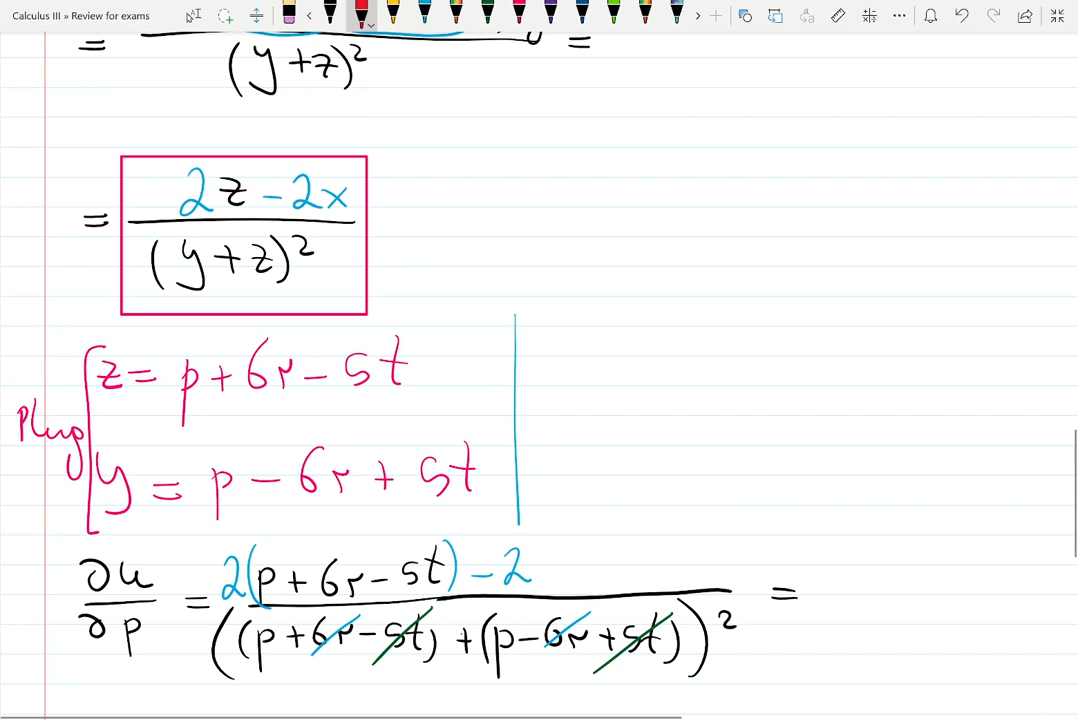 Calculus III » Review for exams
= (y+z)² =
= 2z - 2x / (y+z)²
z = p+6r-5t
Plug
y = p-6r+5t
∂u/∂p = 2(p+6r-5t)-2 / ((p+6r-5t)+(p-6r+5t))² =